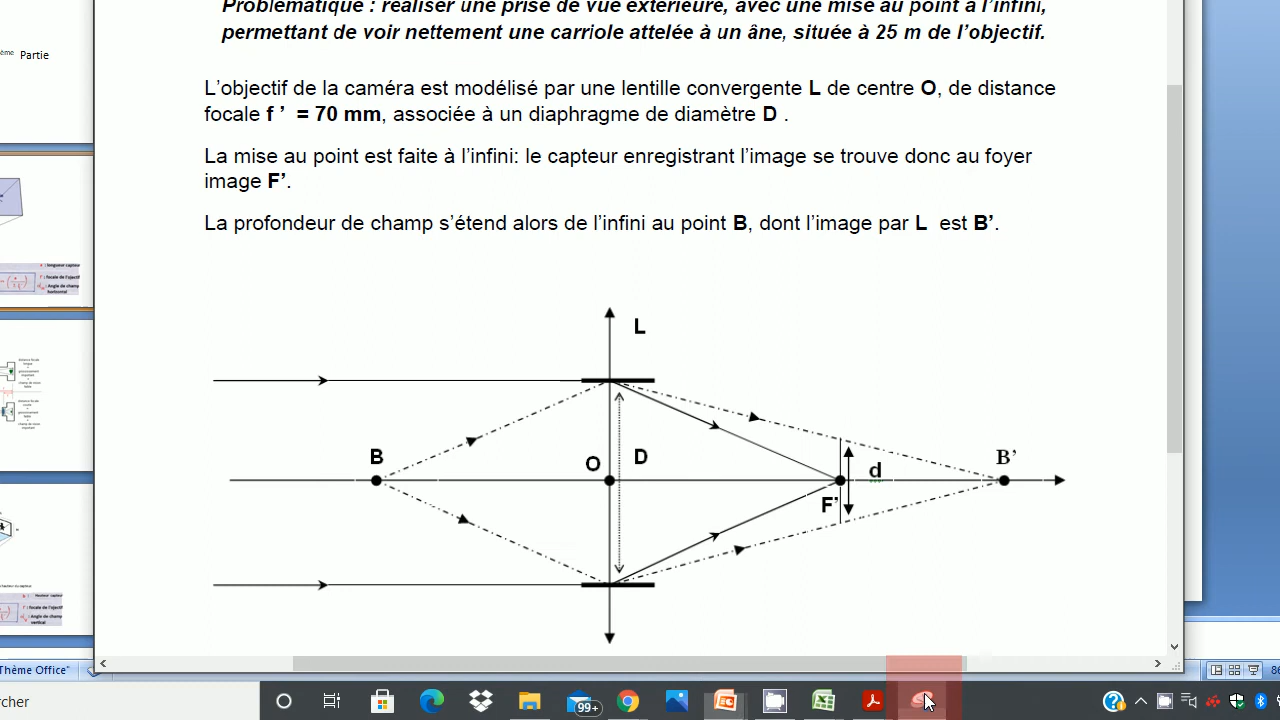 Problématique : réaliser une prise de vue extérieure, avec une mise au point à l’infini,
permettant de voir nettement une carriole attelée à un âne, située à 25 m de l’objectif.
ème Partie
L’objectif de la caméra est modélisé par une lentille convergente L de centre O, de distance
focale f ’ = 70 mm, associée à un diaphragme de diamètre D .
La mise au point est faite à l’infini: le capteur enregistrant l’image se trouve donc au foyer
image F’.
La profondeur de champ s’étend alors de l’infini au point B, dont l’image par L est B’.
L
B
O
D
d
B’
F’
Thème Office"
86
rcher
99+